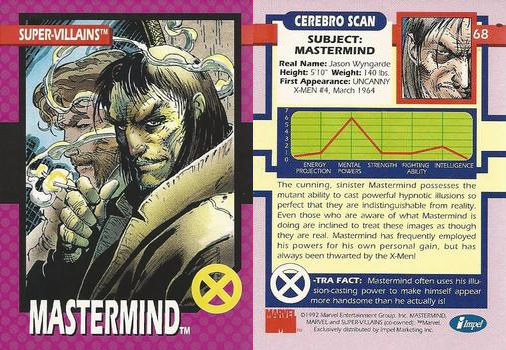 SUPER-VILLAINS™
MASTERMIND™
CEREBRO SCAN
68
SUBJECT:
MASTERMIND
Real Name: Jason Wyngarde
Height: 5'10" Weight: 140 lbs.
First Appearance: UNCANNY
X-MEN #4, March 1964
7
6
5
4
3
2
1
0
ENERGY PROJECTION
MENTAL POWERS
STRENGTH
FIGHTING ABILITY
INTELLIGENCE
The cunning, sinister Mastermind possesses the
mutant ability to cast powerful hypnotic illusions so
perfect that they are indistinguishable from reality.
Even those who are aware of what Mastermind is
doing are inclined to treat these images as though
they are real. Mastermind has frequently employed
his powers for his own personal gain, but has
always been thwarted by the X-Men!
X-TRA FACT: Mastermind often uses his illu-
sion-casting power to make himself appear
more handsome than he actually is!
MARVEL
©1992 Marvel Entertainment Group, Inc. MASTERMIND,
MARVEL and SUPER-VILLAINS (co-owned): ™Marvel.
Exclusively distributed by Impel Marketing Inc.
impel